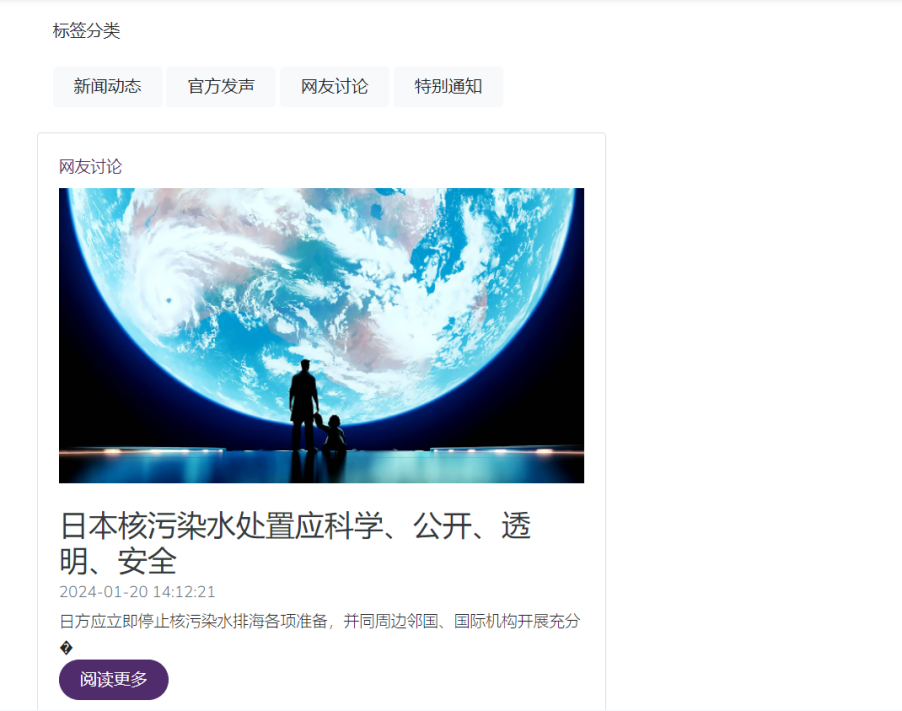 标签分类
新闻动态 官方发声 网友讨论 特别通知
网友讨论
日本核污染水处置应科学、公开、透
明、安全
2024-01-20 14:12:21
日方应立即停止核污染水排海各项准备，并同周边邻国、国际机构开展充分
�
阅读更多